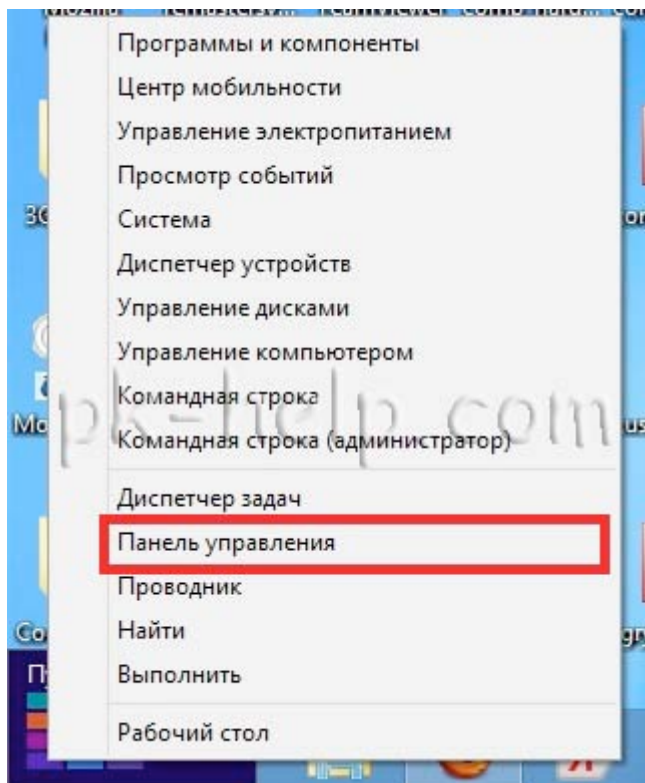 Программы и компоненты
Центр мобильности
Управление электропитанием
Просмотр событий
Система
Диспетчер устройств
Управление дисками
Управление компьютером
Командная строка
pk-help.com
Командная строка (администратор)
Диспетчер задач
Панель управления
Проводник
Найти
Выполнить
Рабочий стол